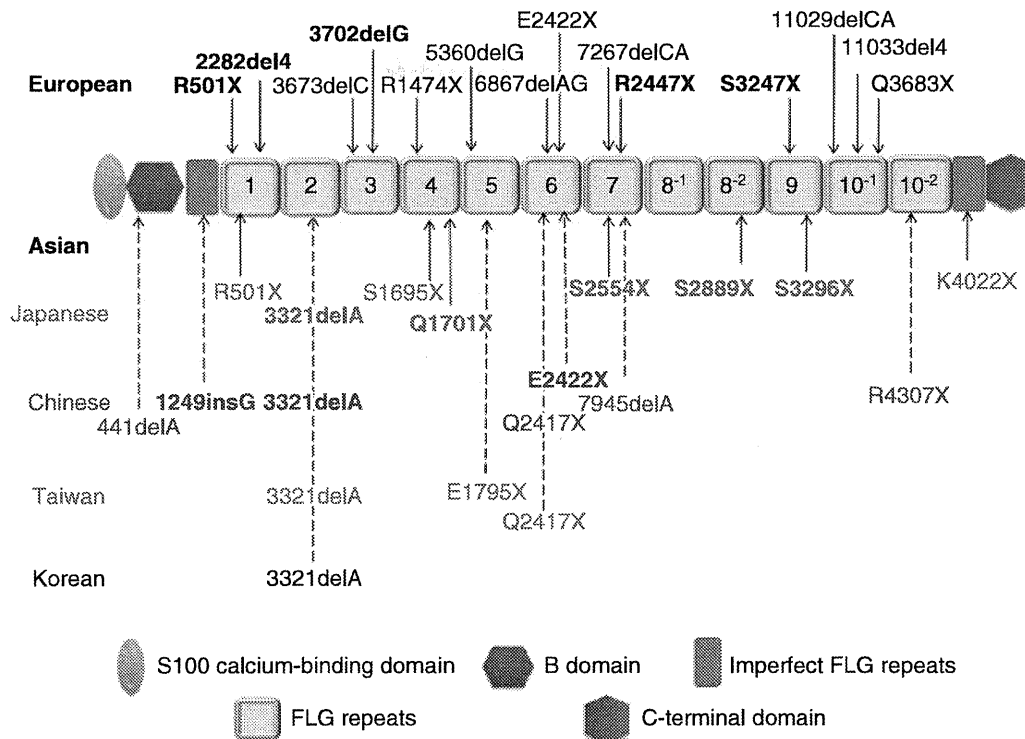 E2422X 11029delCA
3702delG
5360delG 7267delCA 11033del4
2282del4
European R501X 3673delC R1474X 6867delAG R2447X S3247X Q3683X
1 2 3 4 5 6 7 8-1 8-2 9 10-1 10-2
Asian
R501X S1695X S2554X S2889X S3296X K4022X
Japanese 3321delA Q1701X
E2422X R4307X
Chinese 1249insG 3321delA 7945delA
441delA Q2417X
Taiwan 3321delA E1795X
Q2417X
Korean 3321delA
S100 calcium-binding domain B domain Imperfect FLG repeats
FLG repeats C-terminal domain